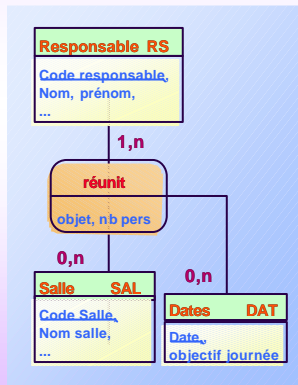 Responsable RS
Code responsable,
Nom, prénom,
...
1,n
réunit
objet, nb pers
0,n
0,n
Salle SAL
Code Salle,
Nom salle,
...
Dates DAT
Date,
objectif journée